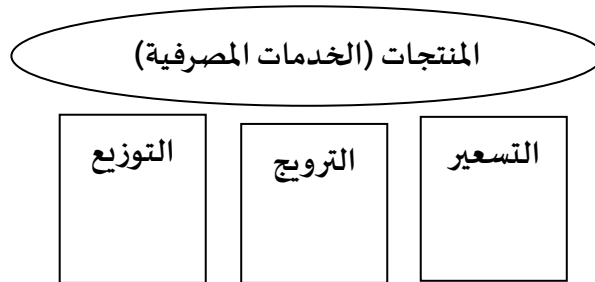 المنتجات (الخدمات المصرفية)
التسعير
الترويج
التوزيع